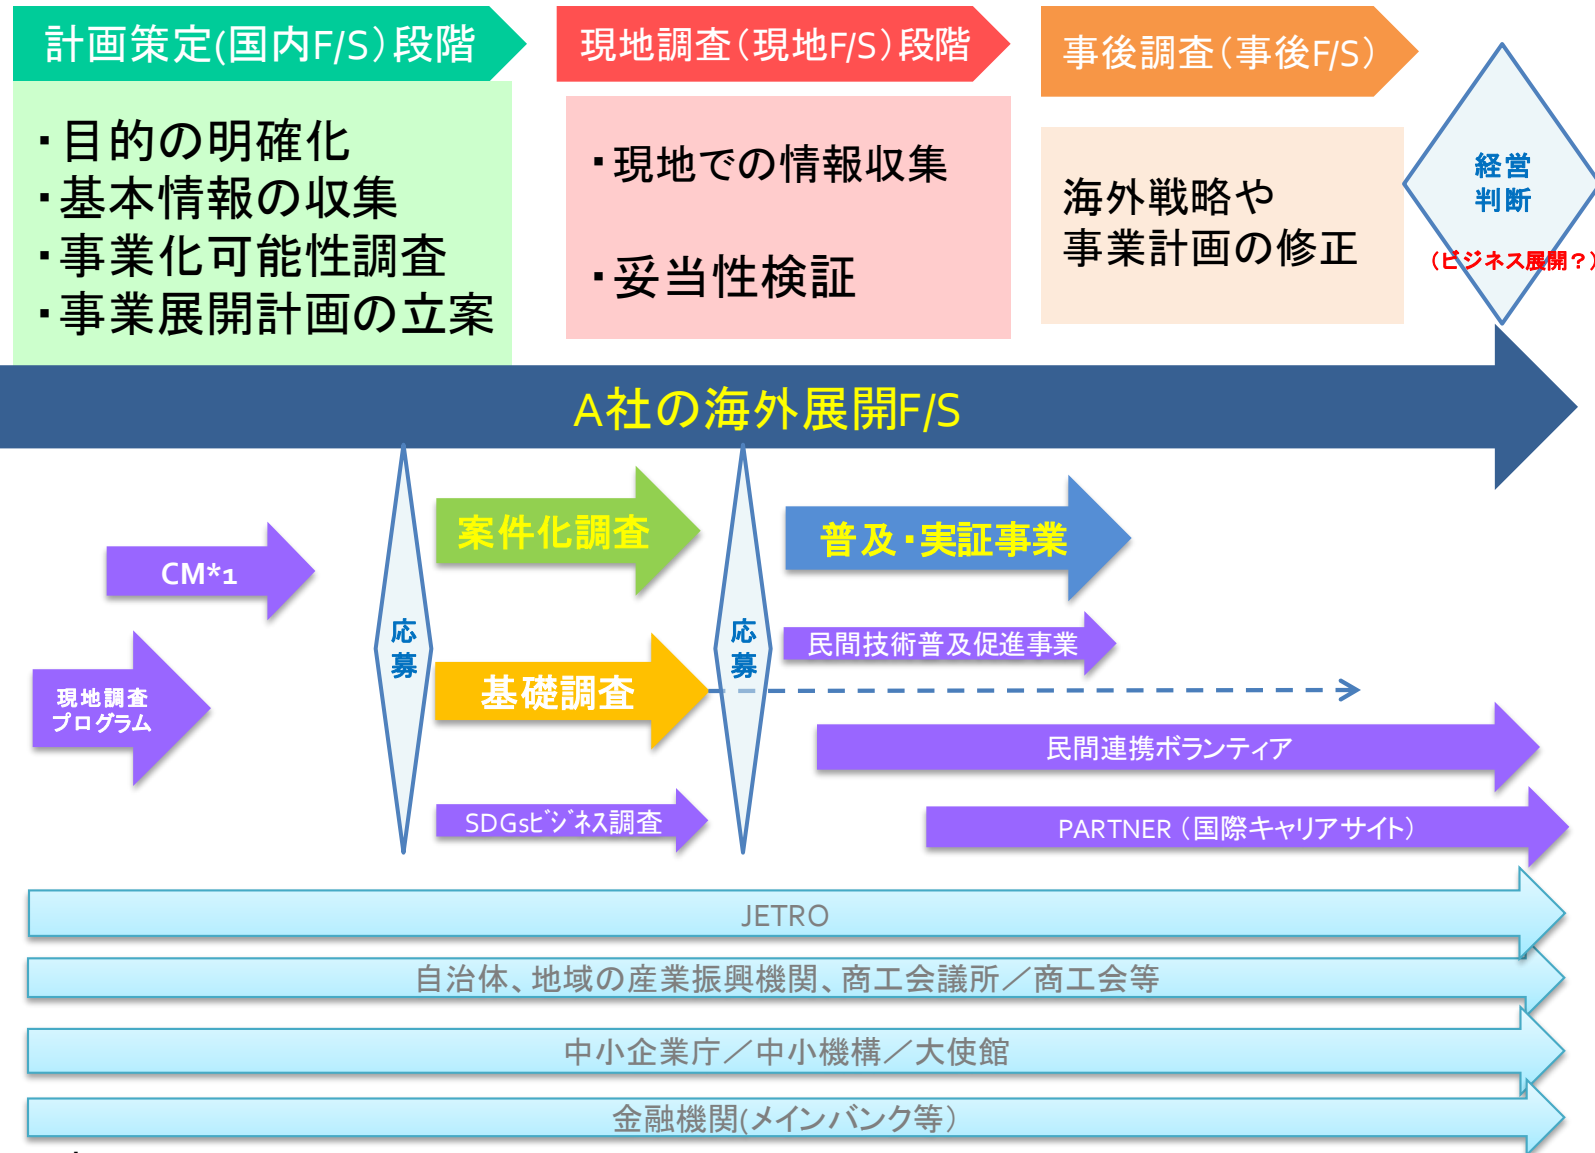 計画策定(国内F/S)段階
現地調査(現地F/S)段階
事後調査(事後F/S)
・目的の明確化
・基本情報の収集
・事業化可能性調査
・事業展開計画の立案
・現地での情報収集
・妥当性検証
海外戦略や
事業計画の修正
経営
判断
(ビジネス展開?)
A社の海外展開F/S
応
募
案件化調査
応
募
普及・実証事業
CM*1
民間技術普及促進事業
現地調査
プログラム
基礎調査
民間連携ボランティア
SDGsビジネス調査
PARTNER(国際キャリアサイト)
JETRO
自治体、地域の産業振興機関、商工会議所/商工会等
中小企業庁/中小機構/大使館
金融機関(メインバンク等)